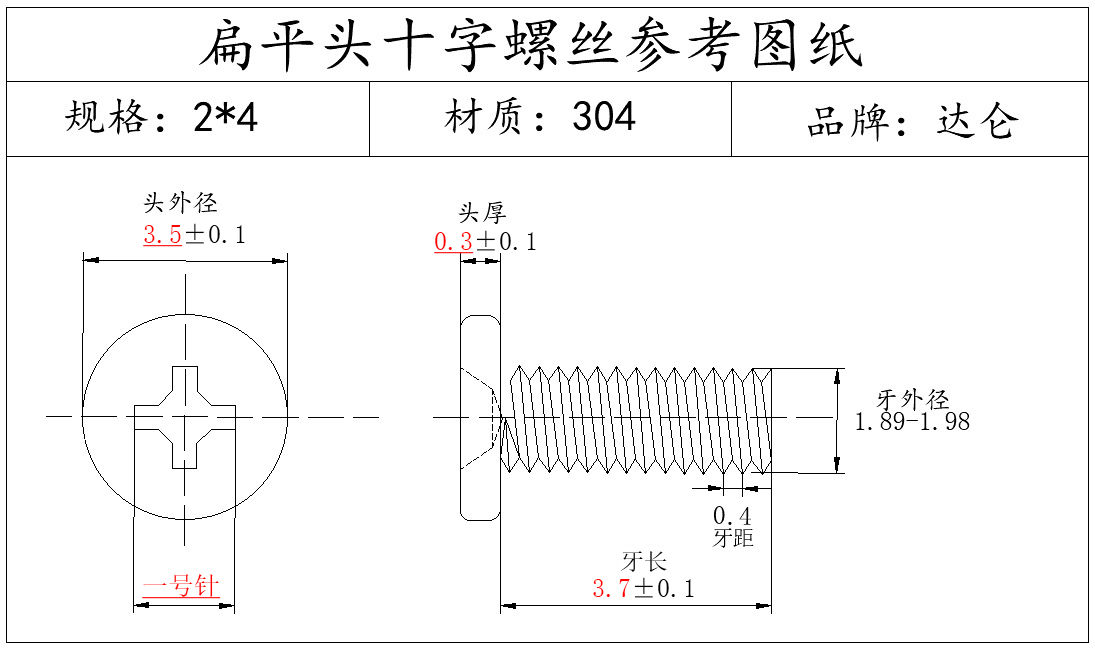 扁平头十字螺丝参考图纸
规格：2*4
材质：304
品牌：达仑
头外径
3.5±0.1
头厚
0.3±0.1
牙外径
1.89-1.98
0.4
牙距
牙长
3.7±0.1
一号针